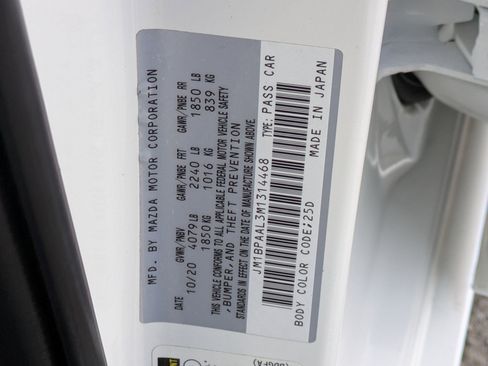 MFD. BY MAZDA MOTOR CORPORATION
DATE GVWR/PNBV GAWR/PNBE FRT GAWR/PNBE RR
10/20 4079 LB 2240 LB 1850 LB
1850 KG 1016 KG 839 KG
THIS VEHICLE CONFORMS TO ALL APPLICABLE FEDERAL MOTOR VEHICLE SAFETY
, BUMPER, AND THEFT PREVENTION
STANDARDS IN EFFECT ON THE DATE OF MANUFACTURE SHOWN ABOVE.
JM1BPAAL3M1314468 TYPE: PASS CAR
BODY COLOR CODE;25D MADE IN JAPAN